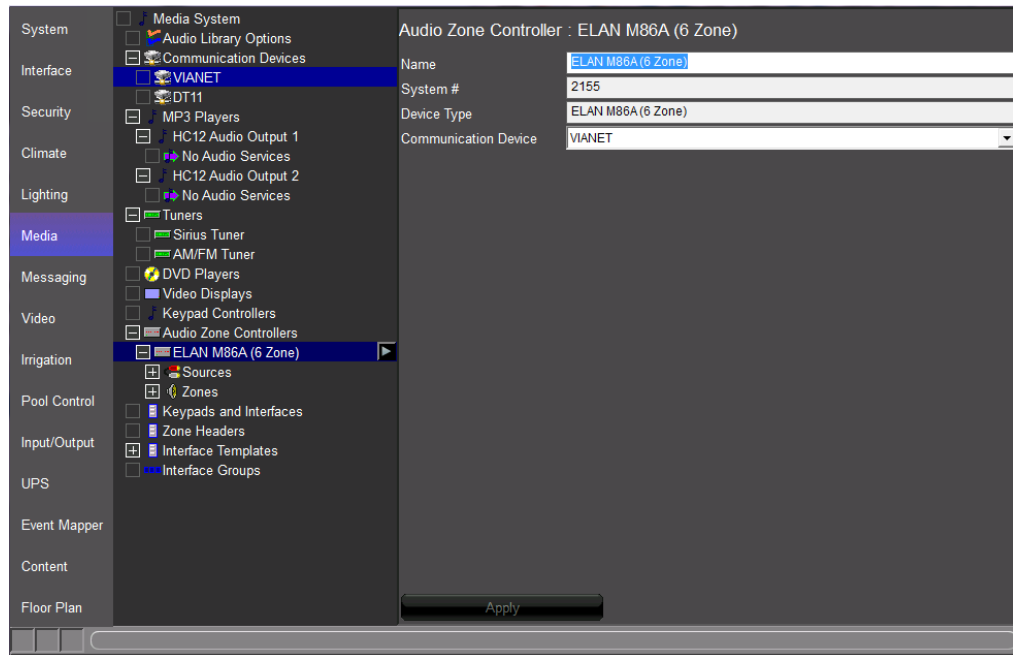 System
Interface
Security
Climate
Lighting
Media
Messaging
Video
Irrigation
Pool Control
Input/Output
UPS
Event Mapper
Content
Floor Plan
Media System
Audio Library Options
Communication Devices
VIANET
DT11
MP3 Players
HC12 Audio Output 1
No Audio Services
HC12 Audio Output 2
No Audio Services
Tuners
Sirius Tuner
AM/FM Tuner
DVD Players
Video Displays
Keypad Controllers
Audio Zone Controllers
ELAN M86A (6 Zone)
Sources
Zones
Keypads and Interfaces
Zone Headers
Interface Templates
Interface Groups
Audio Zone Controller : ELAN M86A (6 Zone)
Name ELAN M86A (6 Zone)
System # 2155
Device Type ELAN M86A (6 Zone)
Communication Device VIANET
Apply